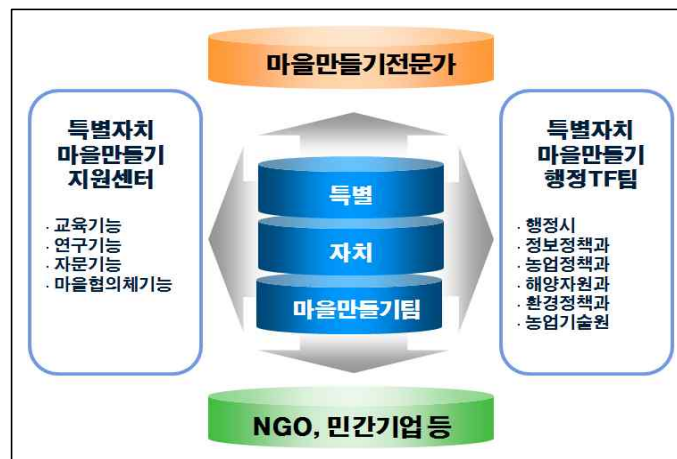 마을만들기전문가
특별자치
마을만들기
지원센터
· 교육기능
· 연구기능
· 자문기능
· 마을협의체기능
특별
자치
마을만들기팀
특별자치
마을만들기
행정TF팀
· 행정시
· 정보정책과
· 농업정책과
· 해양자원과
· 환경정책과
· 농업기술원
NGO, 민간기업 등